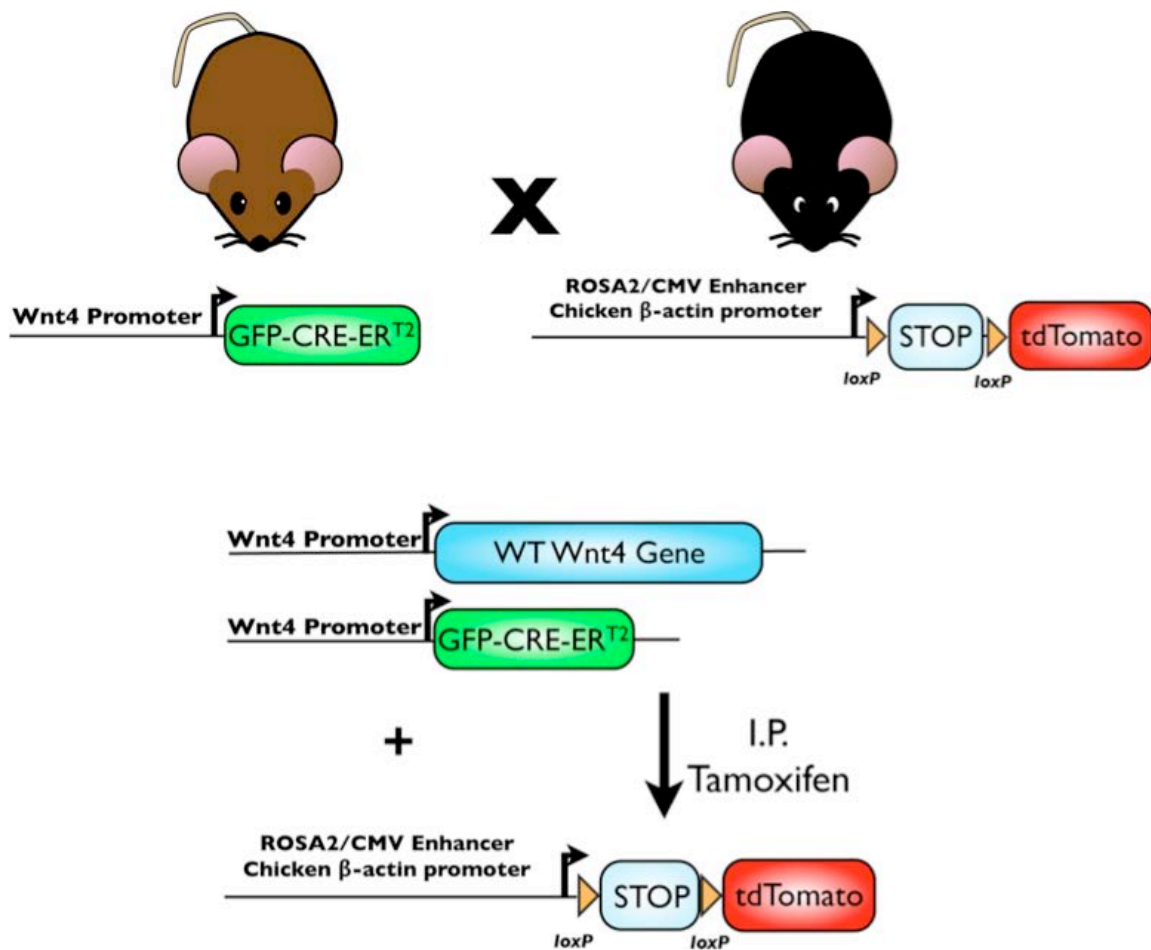 X
Wnt4 Promoter
GFP-CRE-ER^T2
ROSA2/CMV Enhancer
Chicken β-actin promoter
STOP
tdTomato
loxP
loxP
Wnt4 Promoter
WT Wnt4 Gene
Wnt4 Promoter
GFP-CRE-ER^T2
+
I.P.
Tamoxifen
ROSA2/CMV Enhancer
Chicken β-actin promoter
STOP
tdTomato
loxP
loxP